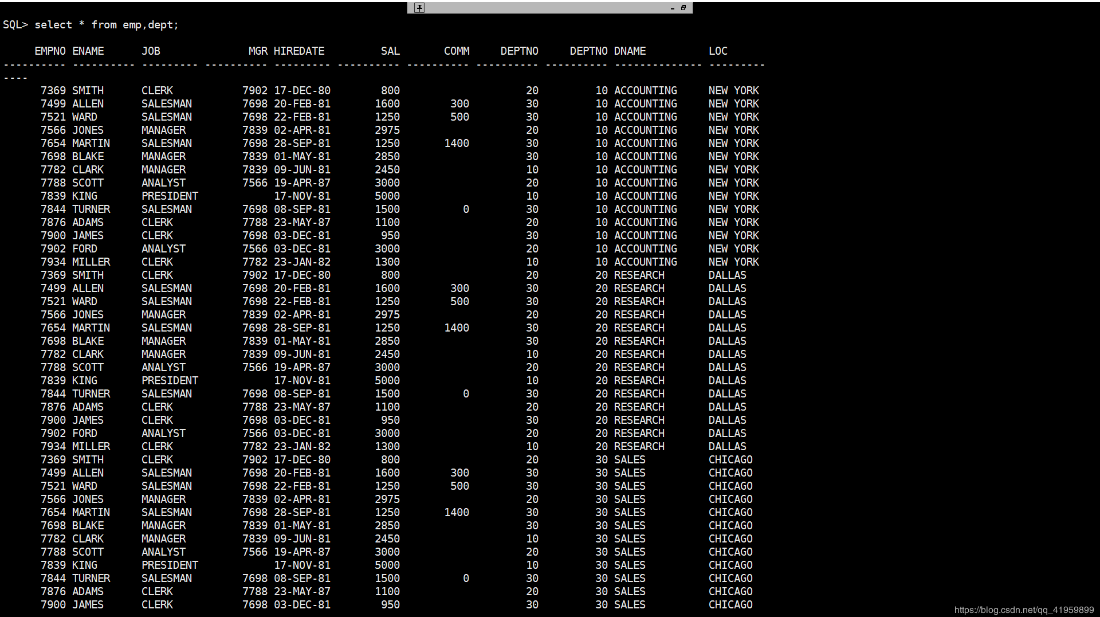 SQL> select * from emp,dept;
EMPNO ENAME JOB MGR HIREDATE SAL COMM DEPTNO DEPTNO DNAME LOC
---------- ---------- --------- ---------- --------- ---------- ---------- ---------- ---------- -------------- ---------
----
7369 SMITH CLERK 7902 17-DEC-80 800 20 10 ACCOUNTING NEW YORK
7499 ALLEN SALESMAN 7698 20-FEB-81 1600 300 30 10 ACCOUNTING NEW YORK
7521 WARD SALESMAN 7698 22-FEB-81 1250 500 30 10 ACCOUNTING NEW YORK
7566 JONES MANAGER 7839 02-APR-81 2975 20 10 ACCOUNTING NEW YORK
7654 MARTIN SALESMAN 7698 28-SEP-81 1250 1400 30 10 ACCOUNTING NEW YORK
7698 BLAKE MANAGER 7839 01-MAY-81 2850 30 10 ACCOUNTING NEW YORK
7782 CLARK MANAGER 7839 09-JUN-81 2450 10 10 ACCOUNTING NEW YORK
7788 SCOTT ANALYST 7566 19-APR-87 3000 20 10 ACCOUNTING NEW YORK
7839 KING PRESIDENT 17-NOV-81 5000 10 10 ACCOUNTING NEW YORK
7844 TURNER SALESMAN 7698 08-SEP-81 1500 0 30 10 ACCOUNTING NEW YORK
7876 ADAMS CLERK 7788 23-MAY-87 1100 20 10 ACCOUNTING NEW YORK
7900 JAMES CLERK 7698 03-DEC-81 950 30 10 ACCOUNTING NEW YORK
7902 FORD ANALYST 7566 03-DEC-81 3000 20 10 ACCOUNTING NEW YORK
7934 MILLER CLERK 7782 23-JAN-82 1300 10 10 ACCOUNTING NEW YORK
7369 SMITH CLERK 7902 17-DEC-80 800 20 20 RESEARCH DALLAS
7499 ALLEN SALESMAN 7698 20-FEB-81 1600 300 30 20 RESEARCH DALLAS
7521 WARD SALESMAN 7698 22-FEB-81 1250 500 30 20 RESEARCH DALLAS
7566 JONES MANAGER 7839 02-APR-81 2975 20 20 RESEARCH DALLAS
7654 MARTIN SALESMAN 7698 28-SEP-81 1250 1400 30 20 RESEARCH DALLAS
7698 BLAKE MANAGER 7839 01-MAY-81 2850 30 20 RESEARCH DALLAS
7782 CLARK MANAGER 7839 09-JUN-81 2450 10 20 RESEARCH DALLAS
7788 SCOTT ANALYST 7566 19-APR-87 3000 20 20 RESEARCH DALLAS
7839 KING PRESIDENT 17-NOV-81 5000 10 20 RESEARCH DALLAS
7844 TURNER SALESMAN 7698 08-SEP-81 1500 0 30 20 RESEARCH DALLAS
7876 ADAMS CLERK 7788 23-MAY-87 1100 20 20 RESEARCH DALLAS
7900 JAMES CLERK 7698 03-DEC-81 950 30 20 RESEARCH DALLAS
7902 FORD ANALYST 7566 03-DEC-81 3000 20 20 RESEARCH DALLAS
7934 MILLER CLERK 7782 23-JAN-82 1300 10 20 RESEARCH DALLAS
7369 SMITH CLERK 7902 17-DEC-80 800 20 30 SALES CHICAGO
7499 ALLEN SALESMAN 7698 20-FEB-81 1600 300 30 30 SALES CHICAGO
7521 WARD SALESMAN 7698 22-FEB-81 1250 500 30 30 SALES CHICAGO
7566 JONES MANAGER 7839 02-APR-81 2975 20 30 SALES CHICAGO
7654 MARTIN SALESMAN 7698 28-SEP-81 1250 1400 30 30 SALES CHICAGO
7698 BLAKE MANAGER 7839 01-MAY-81 2850 30 30 SALES CHICAGO
7782 CLARK MANAGER 7839 09-JUN-81 2450 10 30 SALES CHICAGO
7788 SCOTT ANALYST 7566 19-APR-87 3000 20 30 SALES CHICAGO
7839 KING PRESIDENT 17-NOV-81 5000 10 30 SALES CHICAGO
7844 TURNER SALESMAN 7698 08-SEP-81 1500 0 30 30 SALES CHICAGO
7876 ADAMS CLERK 7788 23-MAY-87 1100 20 30 SALES CHICAGO
7900 JAMES CLERK 7698 03-DEC-81 950 30 30 SALES CHICAGO
https://blog.csdn.net/qq_41959899